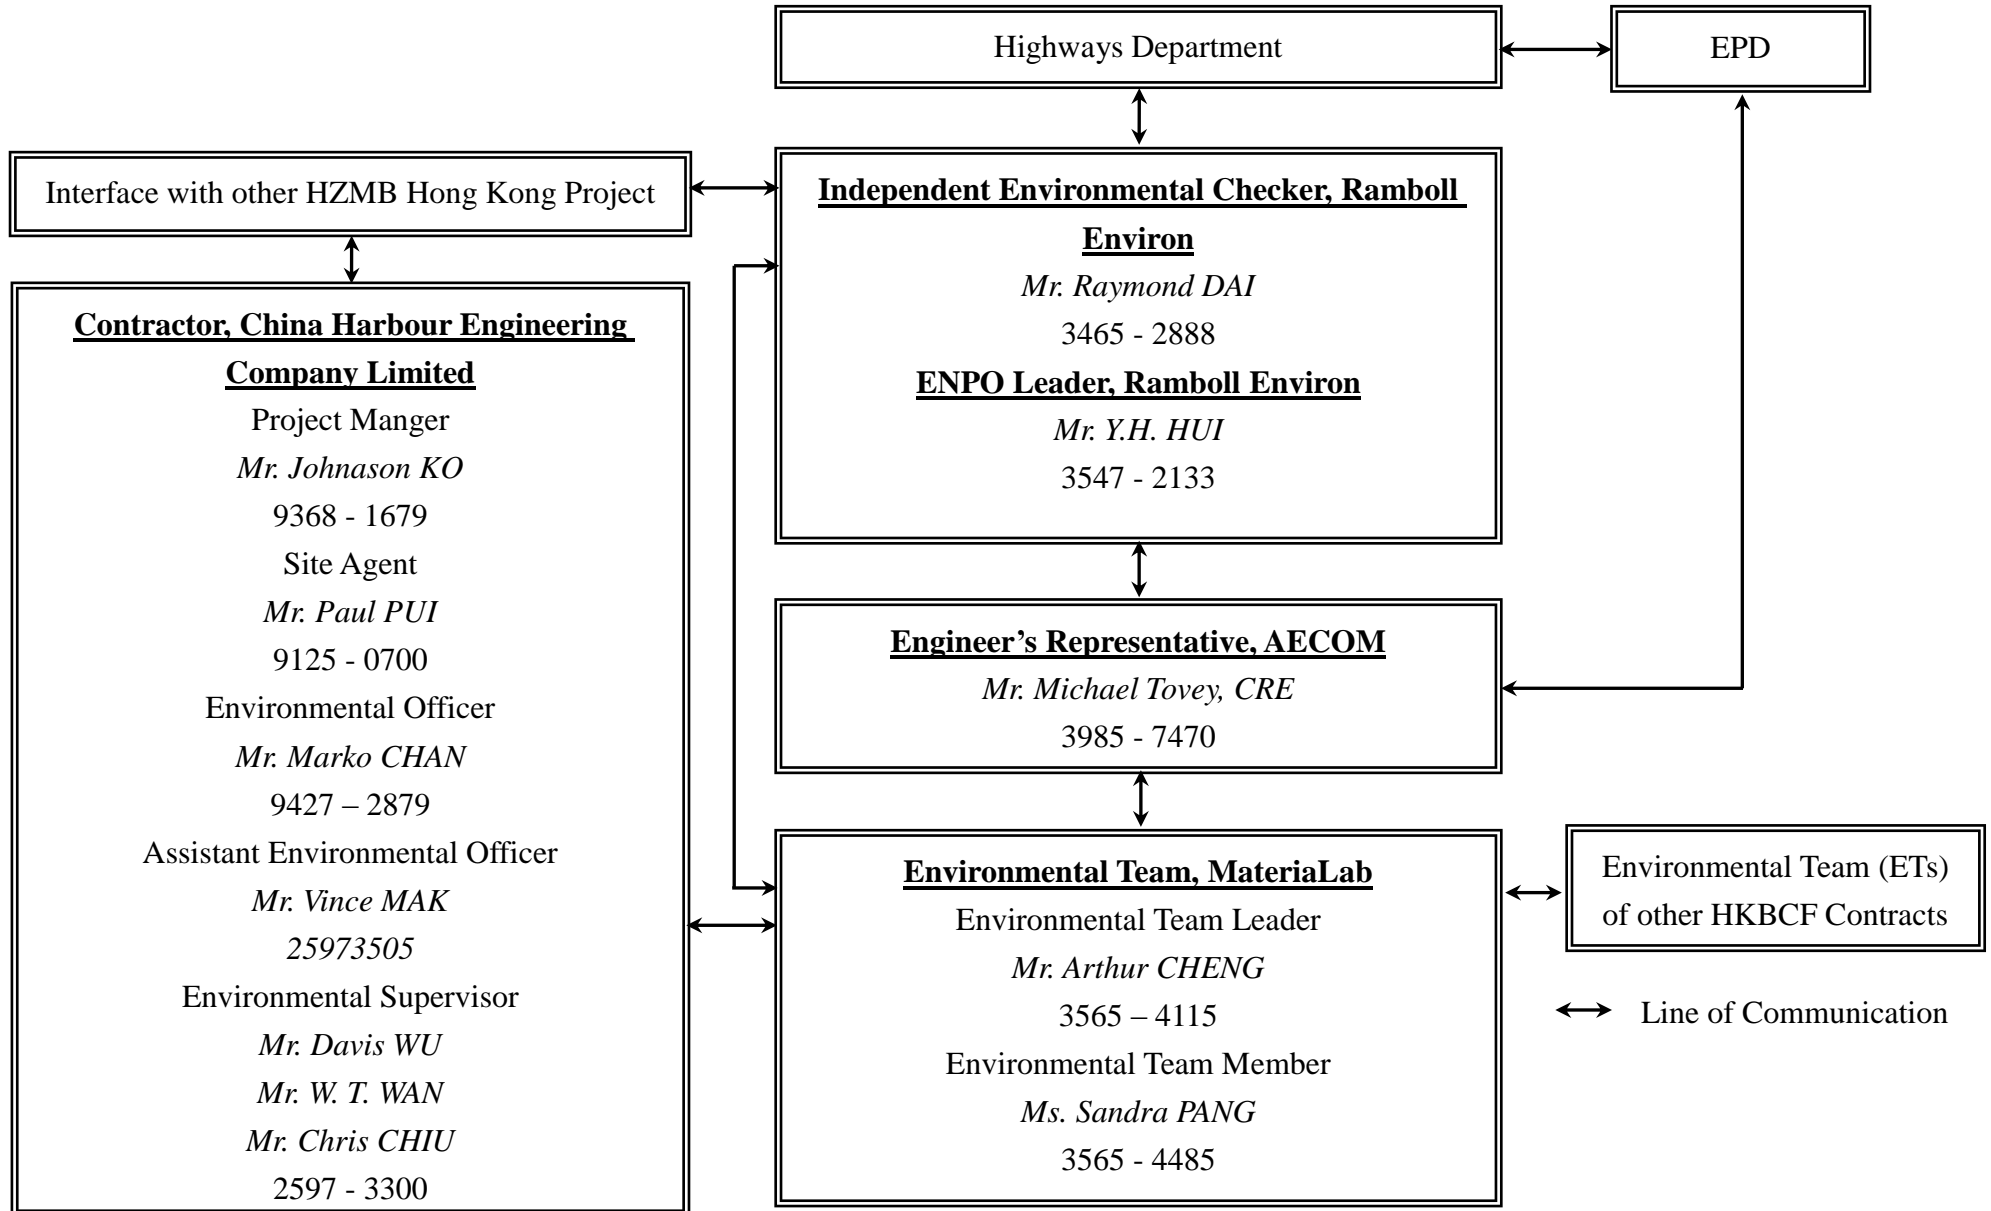 Highways Department
EPD
Interface with other HZMB Hong Kong Project
Independent Environmental Checker, Ramboll
Environ
Mr. Raymond DAI
3465 - 2888
ENPO Leader, Ramboll Environ
Mr. Y.H. HUI
3547 - 2133
Contractor, China Harbour Engineering
Company Limited
Project Manger
Mr. Johnason KO
9368 - 1679
Site Agent
Mr. Paul PUI
9125 - 0700
Environmental Officer
Mr. Marko CHAN
9427 – 2879
Assistant Environmental Officer
Mr. Vince MAK
25973505
Environmental Supervisor
Mr. Davis WU
Mr. W. T. WAN
Mr. Chris CHIU
2597 - 3300
Engineer’s Representative, AECOM
Mr. Michael Tovey, CRE
3985 - 7470
Environmental Team, MateriaLab
Environmental Team Leader
Mr. Arthur CHENG
3565 – 4115
Environmental Team Member
Ms. Sandra PANG
3565 - 4485
Environmental Team (ETs)
of other HKBCF Contracts
Line of Communication